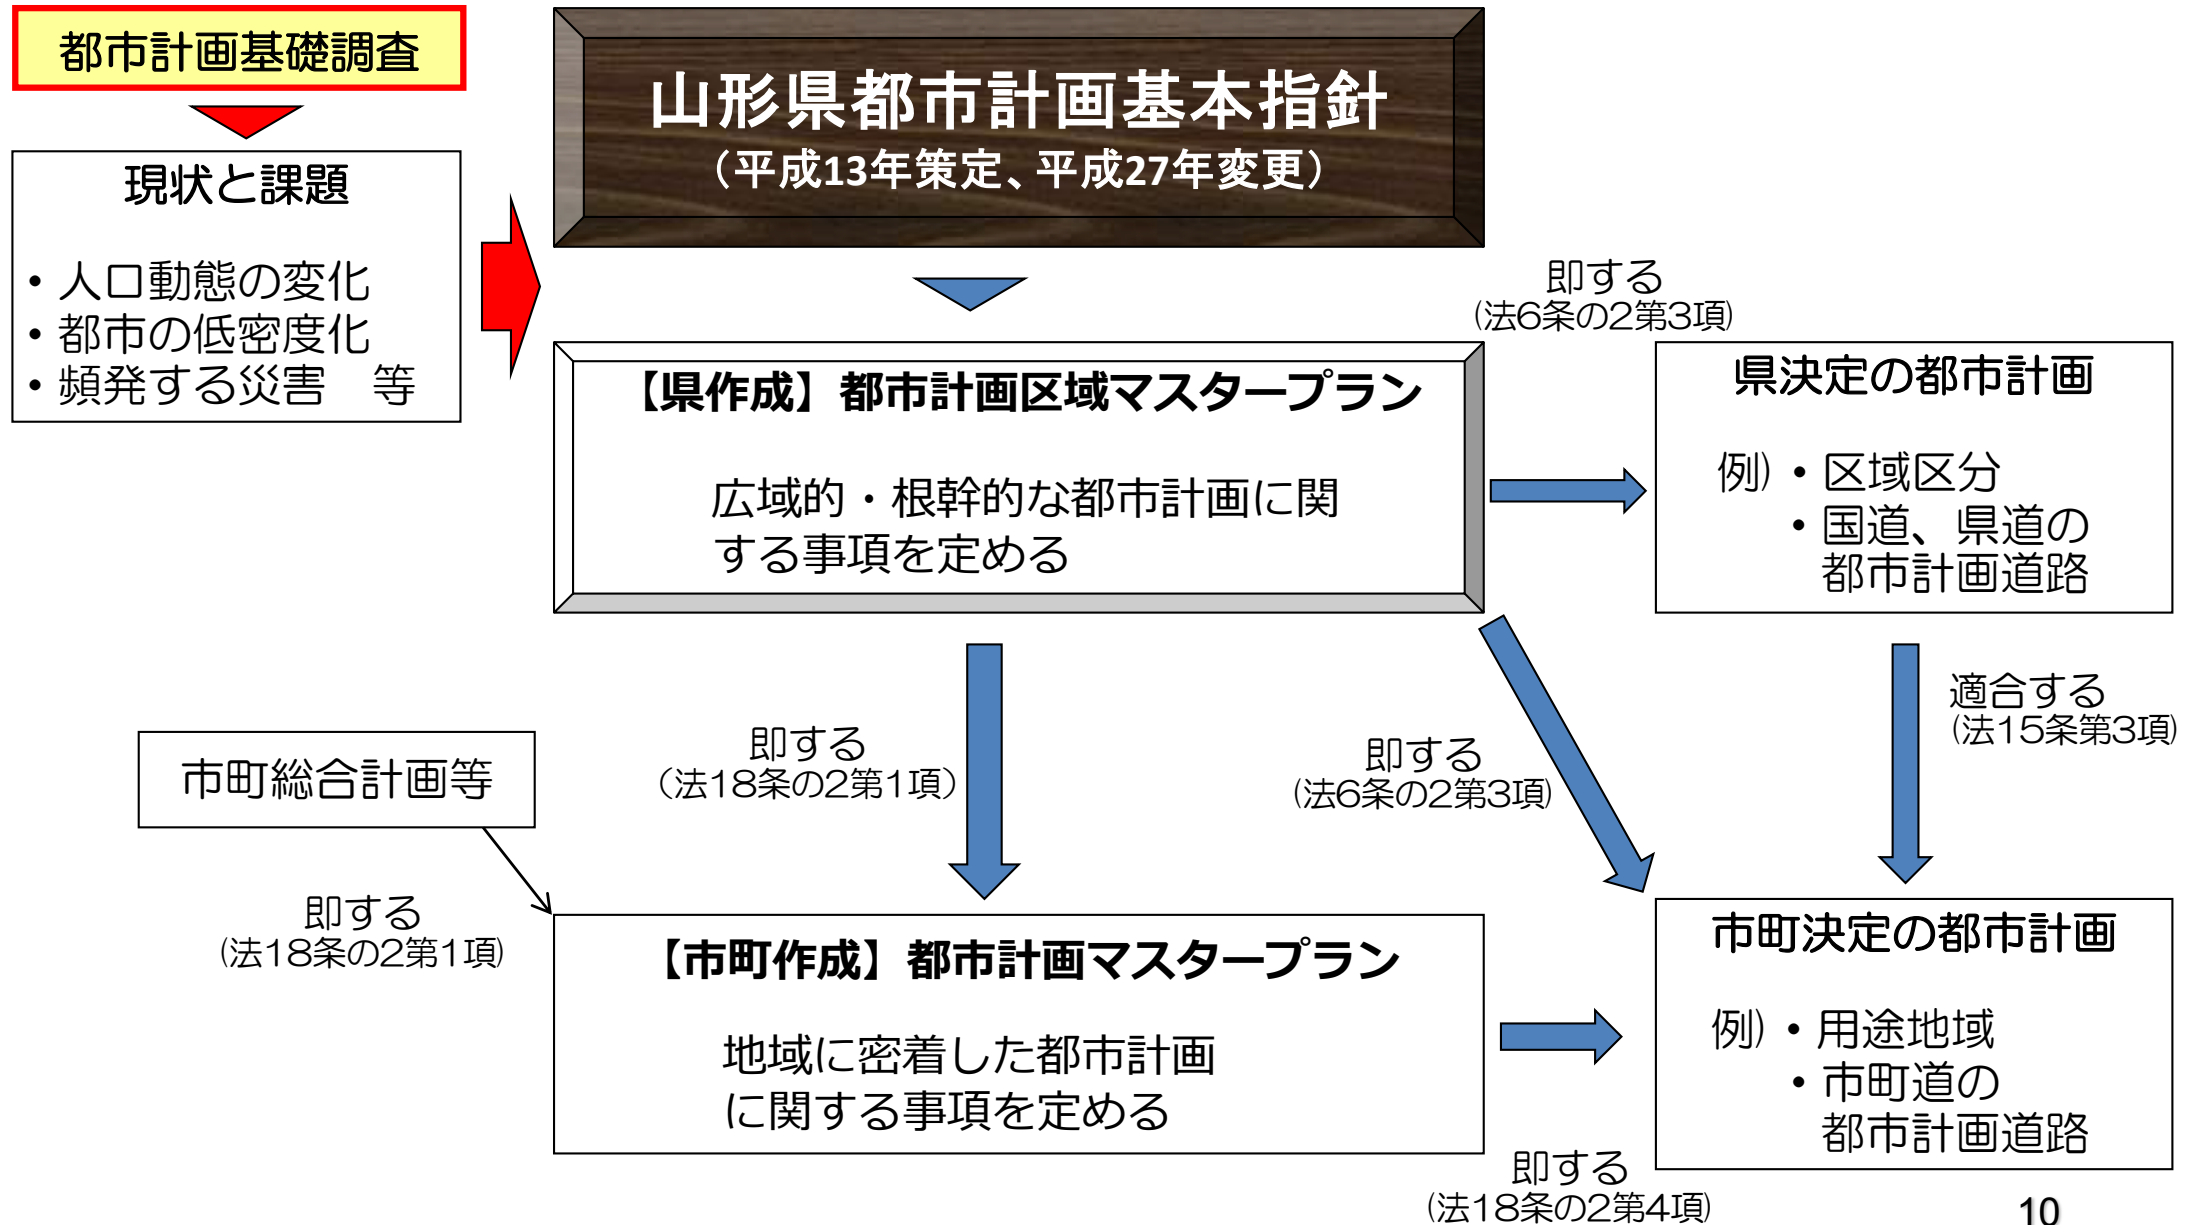 都市計画基礎調査
現状と課題
・人口動態の変化
・都市の低密度化
・頻発する災害　等
山形県都市計画基本指針
（平成13年策定、平成27年変更）
【県作成】都市計画区域マスタープラン
広域的・根幹的な都市計画に関
する事項を定める
即する
(法6条の2第3項)
県決定の都市計画
例)・区域区分
・国道、県道の
都市計画道路
適合する
(法15条第3項)
即する
（法18条の2第1項）
即する
(法6条の2第3項)
市町総合計画等
即する
(法18条の2第1項)
【市町作成】都市計画マスタープラン
地域に密着した都市計画
に関する事項を定める
即する
(法18条の2第4項)
市町決定の都市計画
例)・用途地域
・市町道の
都市計画道路
10